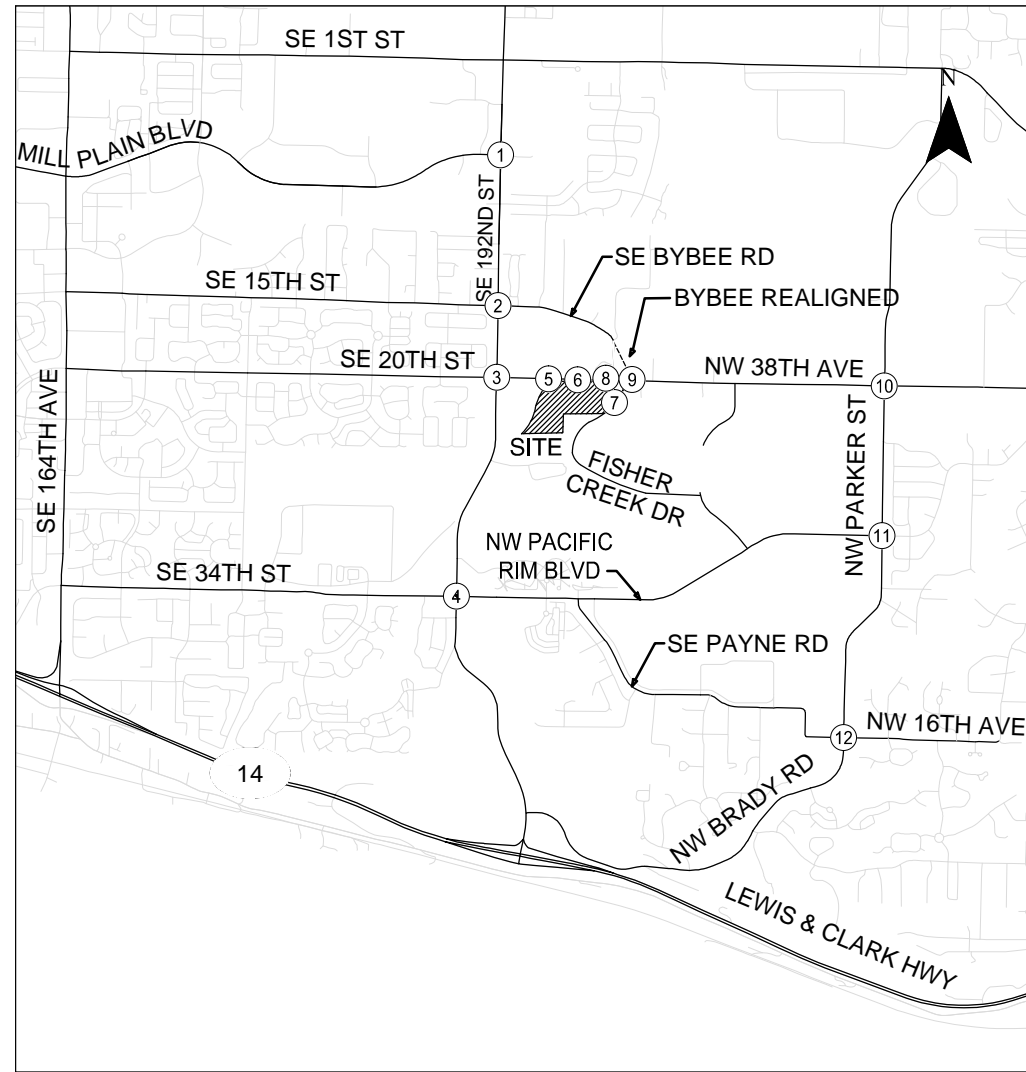 SE 1ST ST
N
MILL PLAIN BLVD
1
SE 192ND ST
SE BYBEE RD
SE 15TH ST
BYBEE REALIGNED
2
SE 20TH ST
3
5
6
8
9
NW 38TH AVE
10
7
SE 164TH AVE
SITE
FISHER
CREEK DR
NW PARKER ST
NW PACIFIC
RIM BLVD
11
SE 34TH ST
4
SE PAYNE RD
NW 16TH AVE
12
14
NW BRADY RD
LEWIS & CLARK HWY